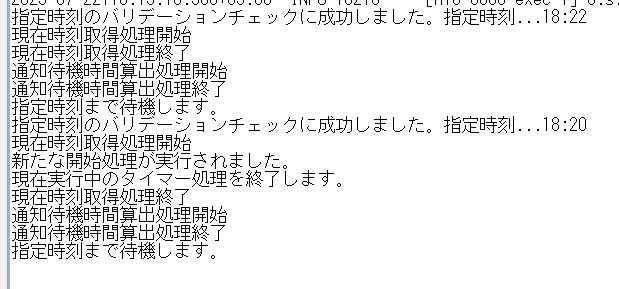 指定時刻のバリデーションチェックに成功しました。指定時刻...18:22
現在時刻取得処理開始
現在時刻取得処理終了
通知待機時間算出処理開始
通知待機時間算出処理終了
指定時刻まで待機します。
指定時刻のバリデーションチェックに成功しました。指定時刻...18:20
現在時刻取得処理開始
新たな開始処理が実行されました。
現在実行中のタイマー処理を終了します。
現在時刻取得処理終了
通知待機時間算出処理開始
通知待機時間算出処理終了
指定時刻まで待機します。